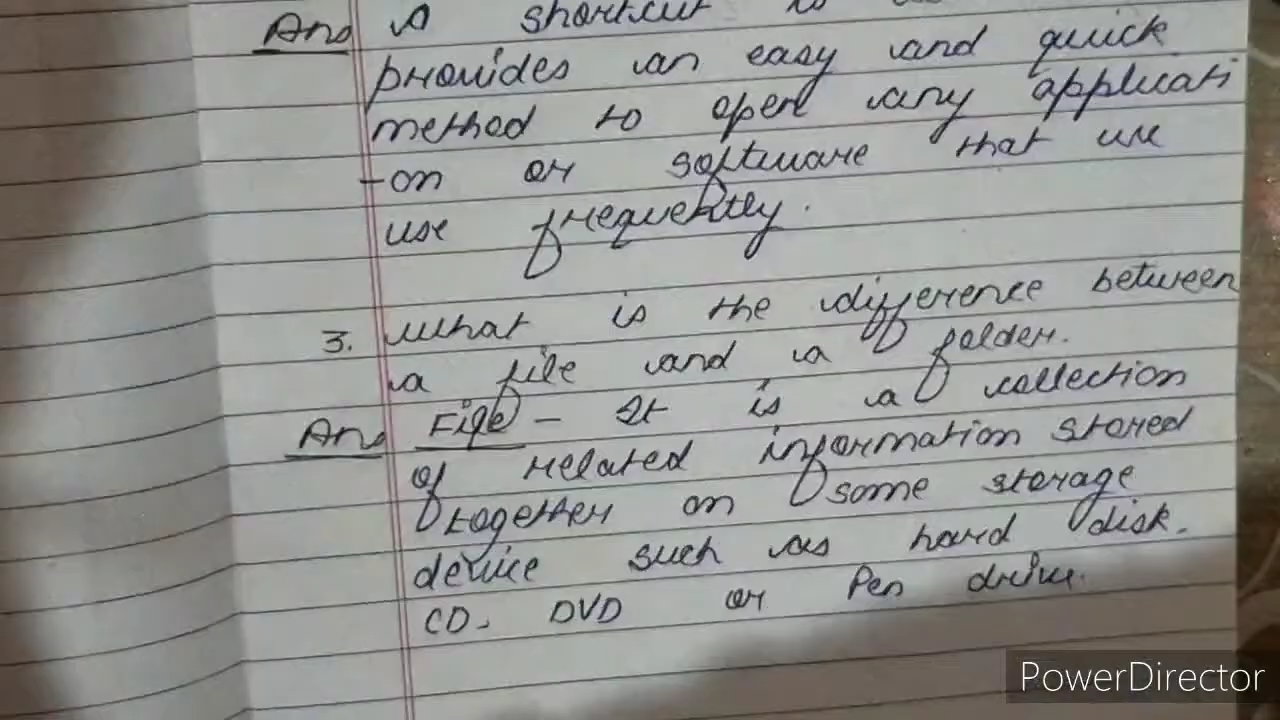 Ans A shortcut is
provides an easy and quick
method to open any applicati
-on or software that we
use frequently.
3. What is the difference between
a file and a folder.
Ans File - It is a collection
of related information stored
together on some storage
device such as hard disk.
CD. DVD or Pen drive.
PowerDirector